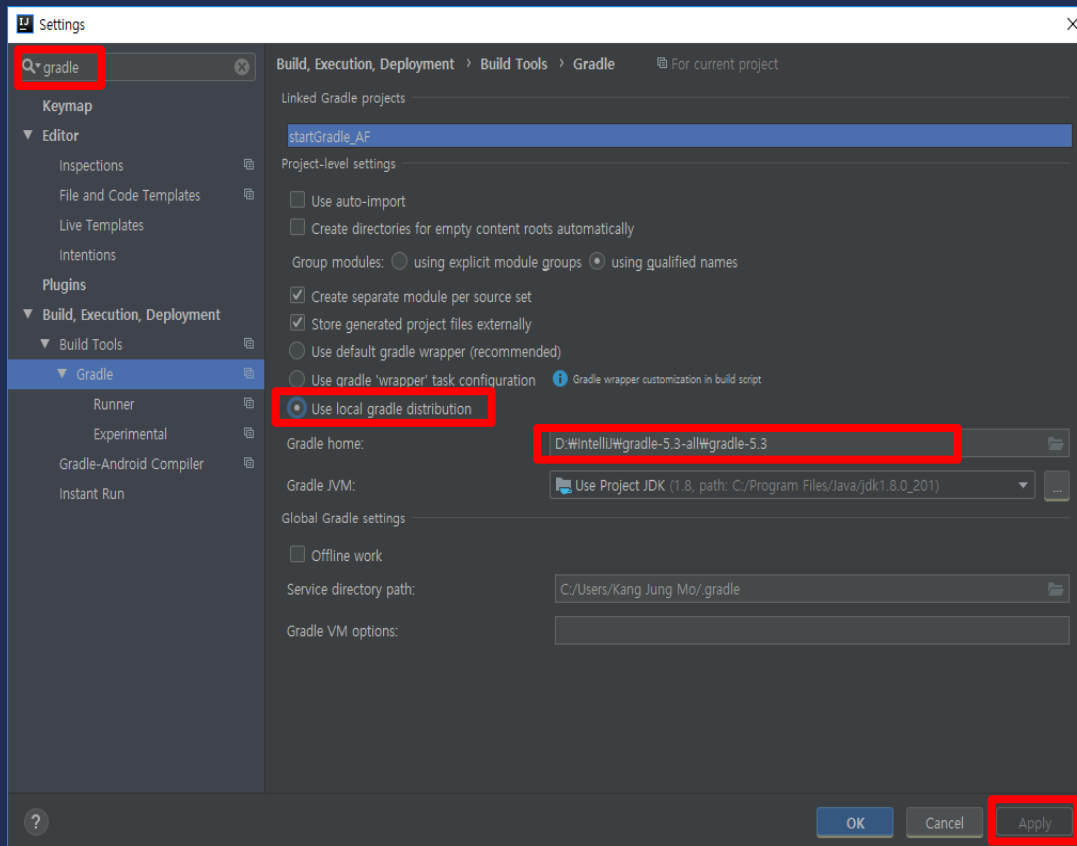 Settings
gradle
Keymap
Editor
Inspections
File and Code Templates
Live Templates
Intentions
Plugins
Build, Execution, Deployment
Build Tools
Gradle
Runner
Experimental
Gradle-Android Compiler
Instant Run
Build, Execution, Deployment › Build Tools › Gradle For current project
Linked Gradle projects
startGradle_AF
Project-level settings
Use auto-import
Create directories for empty content roots automatically
Group modules: using explicit module groups using qualified names
Create separate module per source set
Store generated project files externally
Use default gradle wrapper (recommended)
Use gradle 'wrapper' task configuration Gradle wrapper customization in build script
Use local gradle distribution
Gradle home: D:₩IntelliJ₩gradle-5.3-all₩gradle-5.3
Gradle JVM: Use Project JDK (1.8, path: C:/Program Files/Java/jdk1.8.0_201) ...
Global Gradle settings
Offline work
Service directory path: C:/Users/Kang Jung Mo/.gradle
Gradle VM options:
? OK Cancel Apply